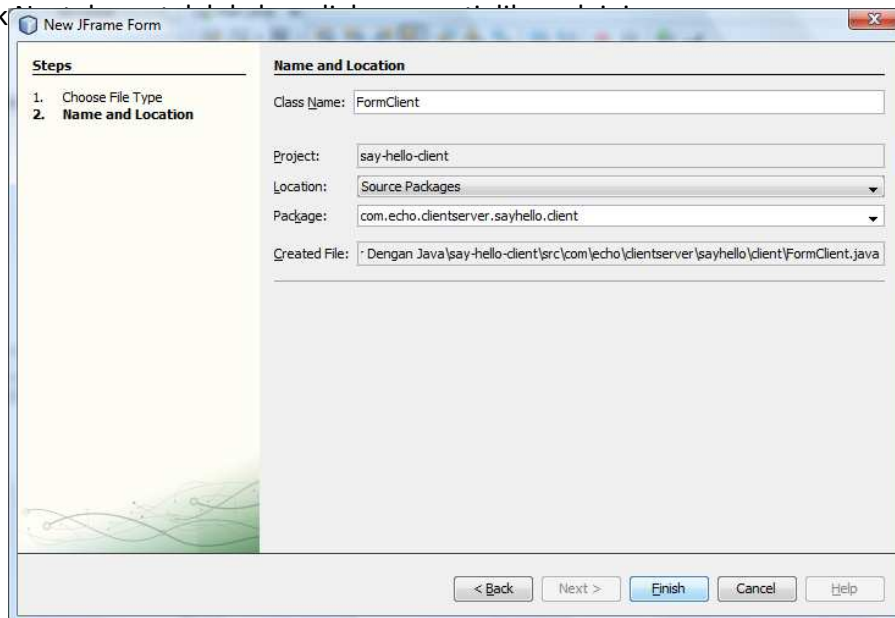 New JFrame Form
Steps
1. Choose File Type
2. Name and Location
Name and Location
Class Name: FormClient
Project: say-hello-client
Location: Source Packages
Package: com.echo.clientserver.sayhello.client
Created File: r Dengan Java\say-hello-client\src\com\echo\clientserver\sayhello\client\FormClient.java
< Back Next > Finish Cancel Help